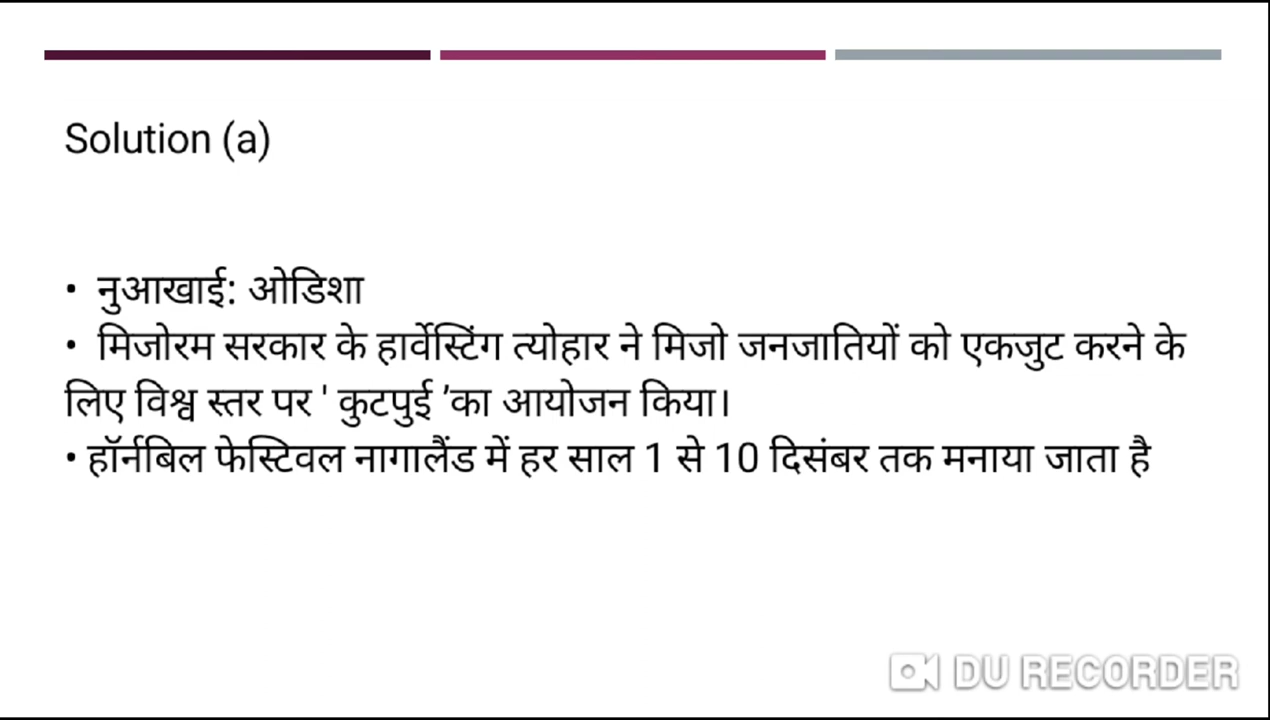 Solution (a)
• नुआखाई: ओडिशा
• मिजोरम सरकार के हार्वेस्टिंग त्योहार ने मिजो जनजातियों को एकजुट करने के
लिए विश्व स्तर पर ' कुटपुई ’का आयोजन किया।
• हॉर्नबिल फेस्टिवल नागालैंड में हर साल 1 से 10 दिसंबर तक मनाया जाता है
DU RECORDER